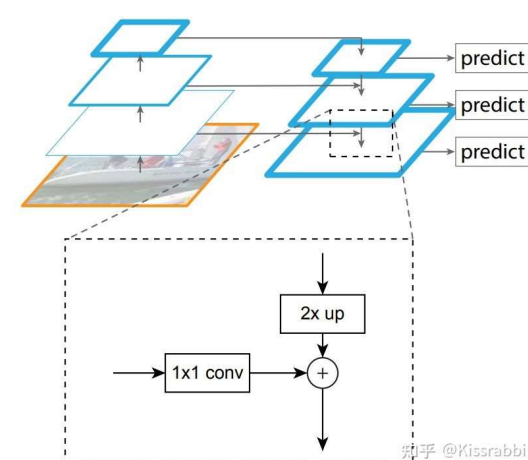 predict
predict
predict
2x up
1x1 conv
+
知乎 @Kissrabbi